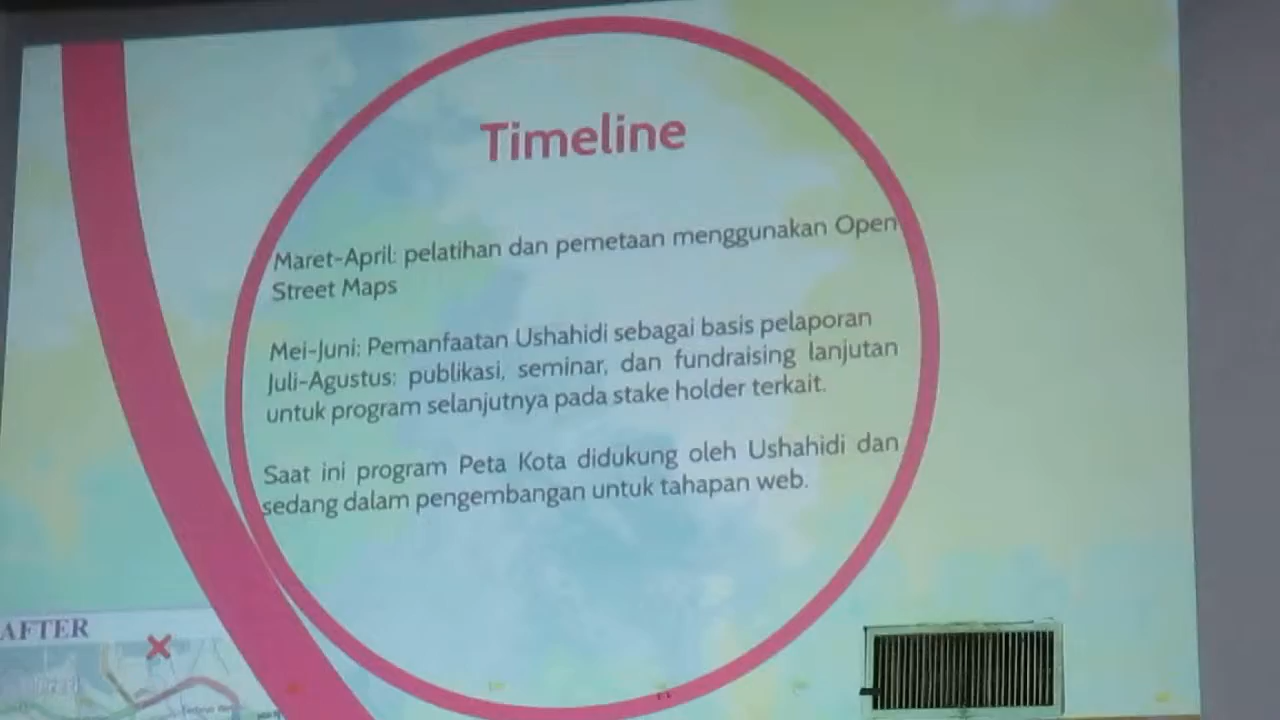 Timeline
Maret-April: pelatihan dan pemetaan menggunakan Open
Street Maps
Mei-Juni: Pemanfaatan Ushahidi sebagai basis pelaporan
Juli-Agustus: publikasi, seminar, dan fundraising lanjutan
untuk program selanjutnya pada stake holder terkait.
Saat ini program Peta Kota didukung oleh Ushahidi dan
sedang dalam pengembangan untuk tahapan web.
AFTER